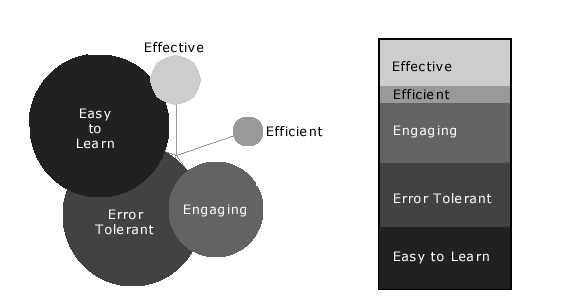 Effective
Easy
to
Learn
Efficient
Error
Tolerant
Engaging
Effective
Efficient
Engaging
Error Tolerant
Easy to Learn